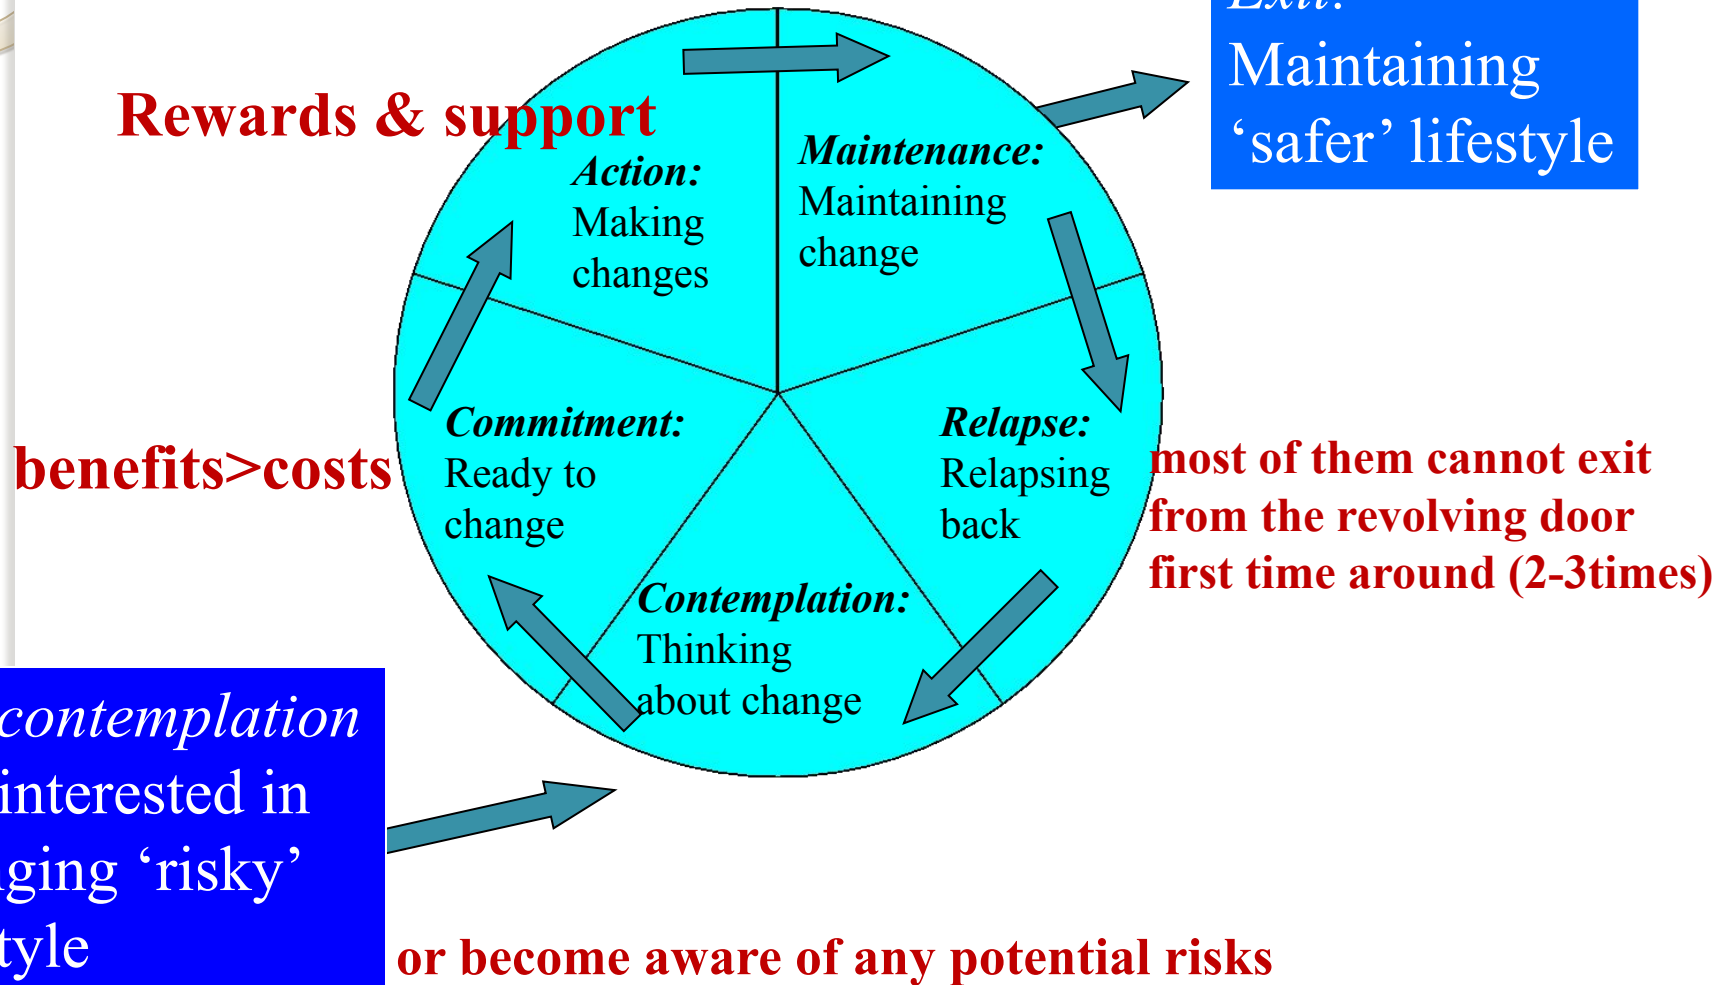 Exit:
Maintaining
‘safer’ lifestyle
Rewards & support
Action:
Making
changes
Maintenance:
Maintaining
change
Commitment:
Ready to
change
benefits>costs
Relapse:
Relapsing
back
most of them cannot exit
from the revolving door
first time around (2-3times)
Contemplation:
Thinking
about change
contemplation
interested in
ging ‘risky’
tyle
or become aware of any potential risks